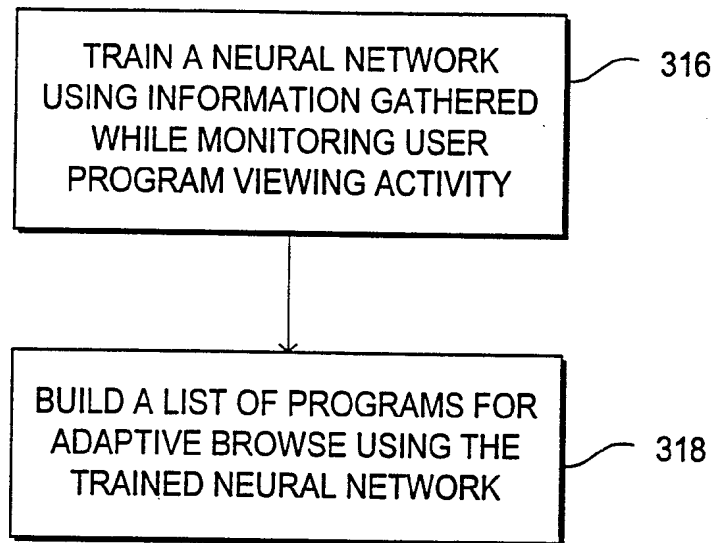 TRAIN A NEURAL NETWORK
USING INFORMATION GATHERED
WHILE MONITORING USER
PROGRAM VIEWING ACTIVITY
316
BUILD A LIST OF PROGRAMS FOR
ADAPTIVE BROWSE USING THE
TRAINED NEURAL NETWORK
318